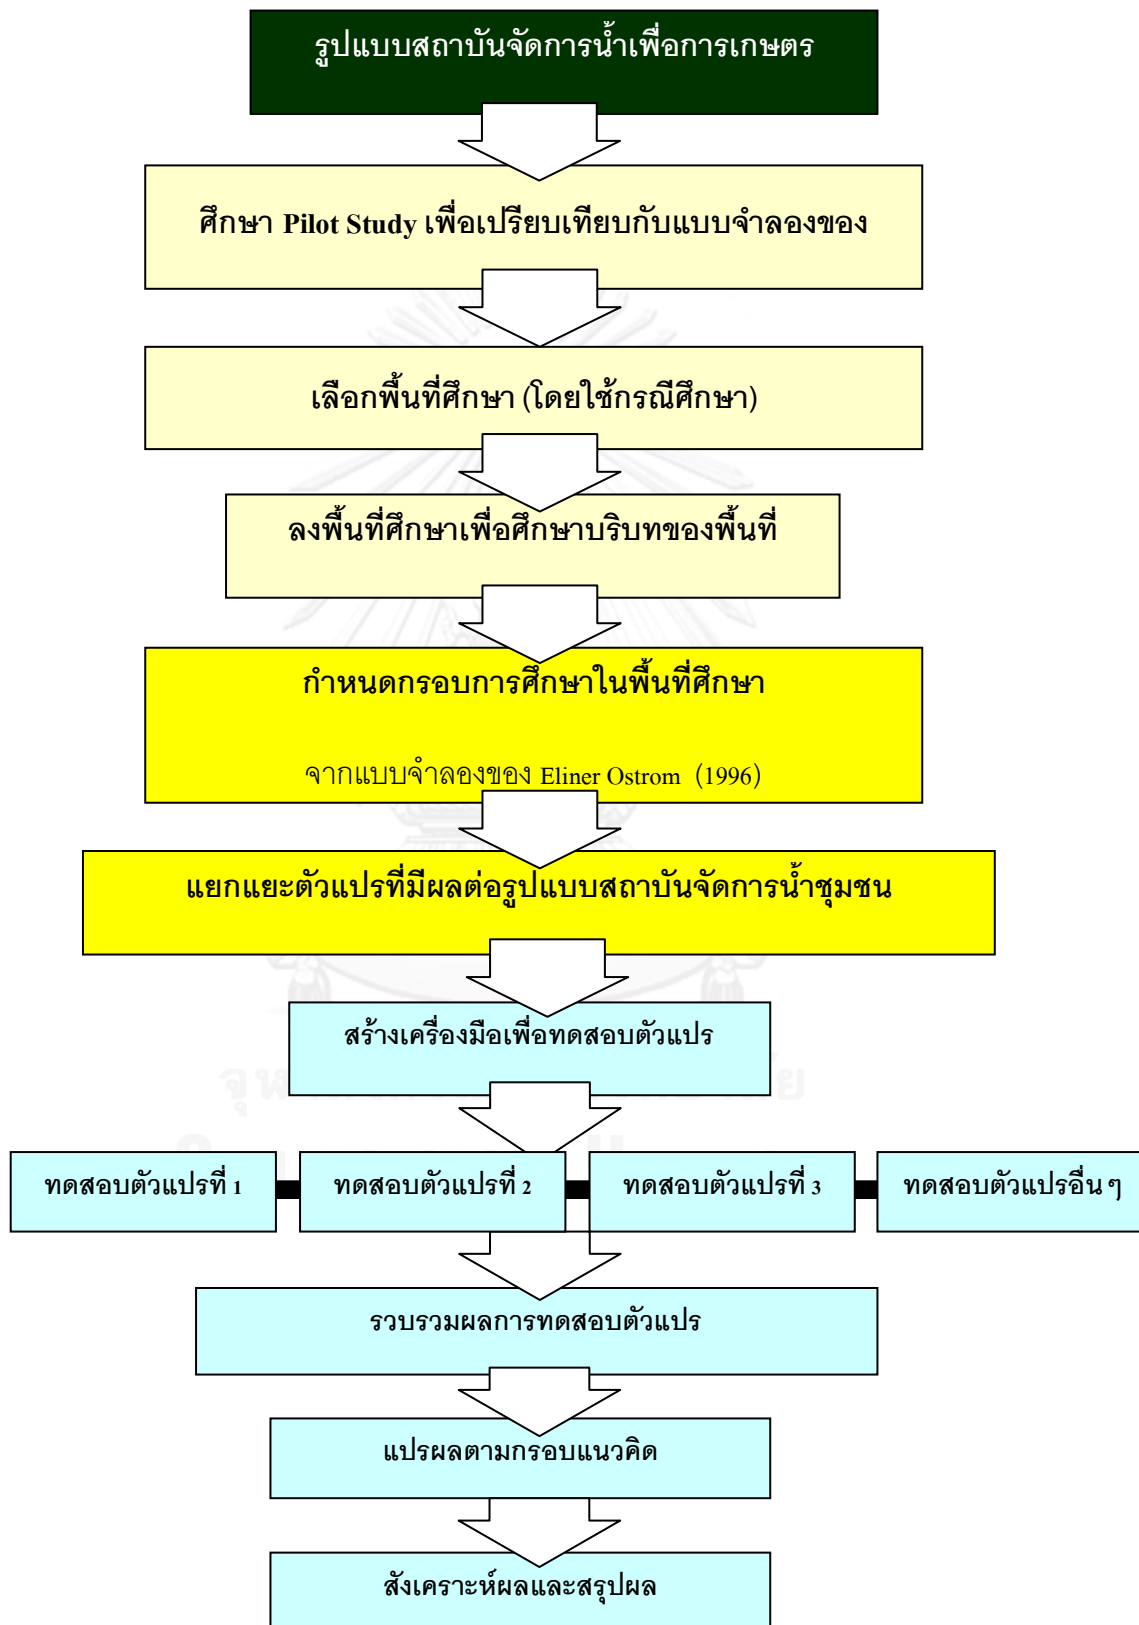 รูปแบบสถาบันจัดการน้ำเพื่อการเกษตร
ศึกษา Pilot Study เพื่อเปรียบเทียบกับแบบจำลองของ
เลือกพื้นที่ศึกษา (โดยใช้กรณีศึกษา)
ลงพื้นที่ศึกษาเพื่อศึกษาบริบทของพื้นที่
กำหนดกรอบการศึกษาในพื้นที่ศึกษา
จากแบบจำลองของ Eliner Ostrom (1996)
แยกแยะตัวแปรที่มีผลต่อรูปแบบสถาบันจัดการน้ำชุมชน
สร้างเครื่องมือเพื่อทดสอบตัวแปร
ทดสอบตัวแปรที่ 1
ทดสอบตัวแปรที่ 2
ทดสอบตัวแปรที่ 3
ทดสอบตัวแปรอื่น ๆ
รวบรวมผลการทดสอบตัวแปร
แปรผลตามกรอบแนวคิด
สังเคราะห์ผลและสรุปผล